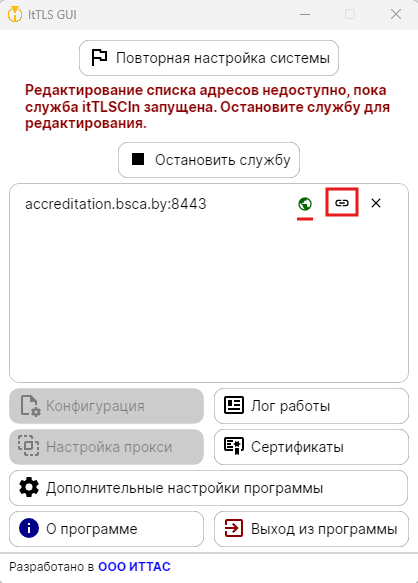 ItTLS GUI
Повторная настройка системы
Редактирование списка адресов недоступно, пока
служба itTLSCln запущена. Остановите службу для
редактирования.
Остановить службу
accreditation.bsca.by:8443
Конфигурация
Лог работы
Настройка прокси
Сертификаты
Дополнительные настройки программы
О программе
Выход из программы
Разработано в ООО ИТТАС